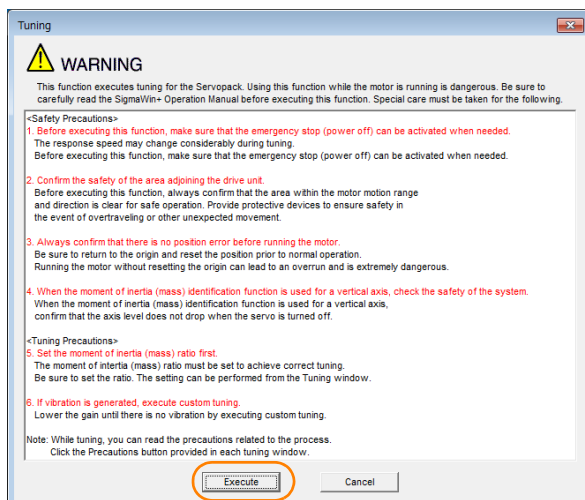 Tuning
WARNING
This function executes tuning for the Servopack. Using this function while the motor is running is dangerous. Be sure to
carefully read the SigmaWin+ Operation Manual before executing this function. Special care must be taken for the following.
<Safety Precautions>
1. Before executing this function, make sure that the emergency stop (power off) can be activated when needed.
The response speed may change considerably during tuning.
Before executing this function, make sure that the emergency stop (power off) can be activated when needed.
2. Confirm the safety of the area adjoining the drive unit.
Before executing this function, always confirm that the area within the motor motion range
and direction is clear for safe operation. Provide protective devices to ensure safety in
the event of overtraveling or other unexpected movement.
3. Always confirm that there is no position error before running the motor.
Be sure to return to the origin and reset the position prior to normal operation.
Running the motor without resetting the origin can lead to an overrun and is extremely dangerous.
4. When the moment of inertia (mass) identification function is used for a vertical axis, check the safety of the system.
When the moment of inertia (mass) identification function is used for a vertical axis,
confirm that the axis level does not drop when the servo is turned off.
<Tuning Precautions>
5. Set the moment of inertia (mass) ratio first.
The moment of intertia (mass) ratio must be set to achieve correct tuning.
Be sure to set the ratio. The setting can be performed from the Tuning window.
6. If vibration is generated, execute custom tuning.
Lower the gain until there is no vibration by executing custom tuning.
Note: While tuning, you can read the precautions related to the process.
Click the Precautions button provided in each tuning window.
Execute Cancel